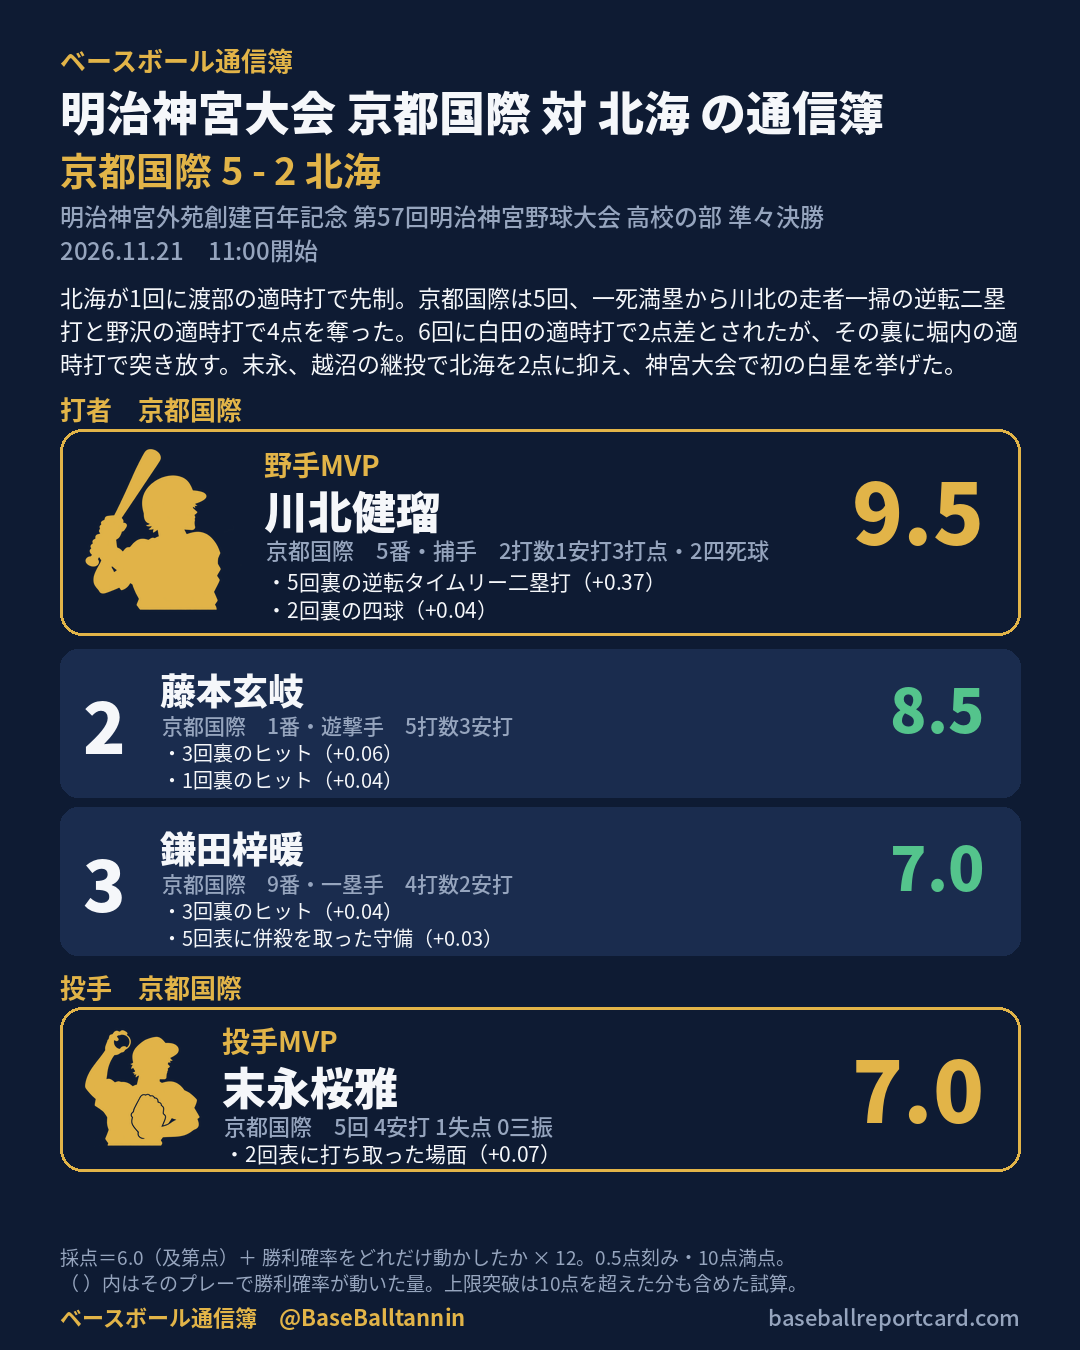 ベースボール通信簿
明治神宮大会 京都国際 対 北海 の通信簿
京都国際 5 - 2 北海
明治神宮外苑創建百年記念 第57回明治神宮野球大会 高校の部 準々決勝
2026.11.21　11:00開始
北海が1回に渡部の適時打で先制。京都国際は5回、一死満塁から川北の走者一掃の逆転二塁
打と野沢の適時打で4点を奪った。6回に白田の適時打で2点差とされたが、その裏に堀内の適
時打で突き放す。末永、越沼の継投で北海を2点に抑え、神宮大会で初の白星を挙げた。
打者　京都国際
野手MVP
川北健瑠
9.5
京都国際　5番・捕手　2打数1安打3打点・2四死球
・5回裏の逆転タイムリー二塁打（+0.37）
・2回裏の四球（+0.04）
2
藤本玄岐
8.5
京都国際　1番・遊撃手　5打数3安打
・3回裏のヒット（+0.06）
・1回裏のヒット（+0.04）
3
鎌田梓暖
7.0
京都国際　9番・一塁手　4打数2安打
・3回裏のヒット（+0.04）
・5回表に併殺を取った守備（+0.03）
投手　京都国際
投手MVP
末永桜雅
7.0
京都国際　5回 4安打 1失点 0三振
・2回表に打ち取った場面（+0.07）
採点＝6.0（及第点）＋ 勝利確率をどれだけ動かしたか × 12。0.5点刻み・10点満点。
（ ）内はそのプレーで勝利確率が動いた量。上限突破は10点を超えた分も含めた試算。
ベースボール通信簿　@BaseBalltannin
baseballreportcard.com